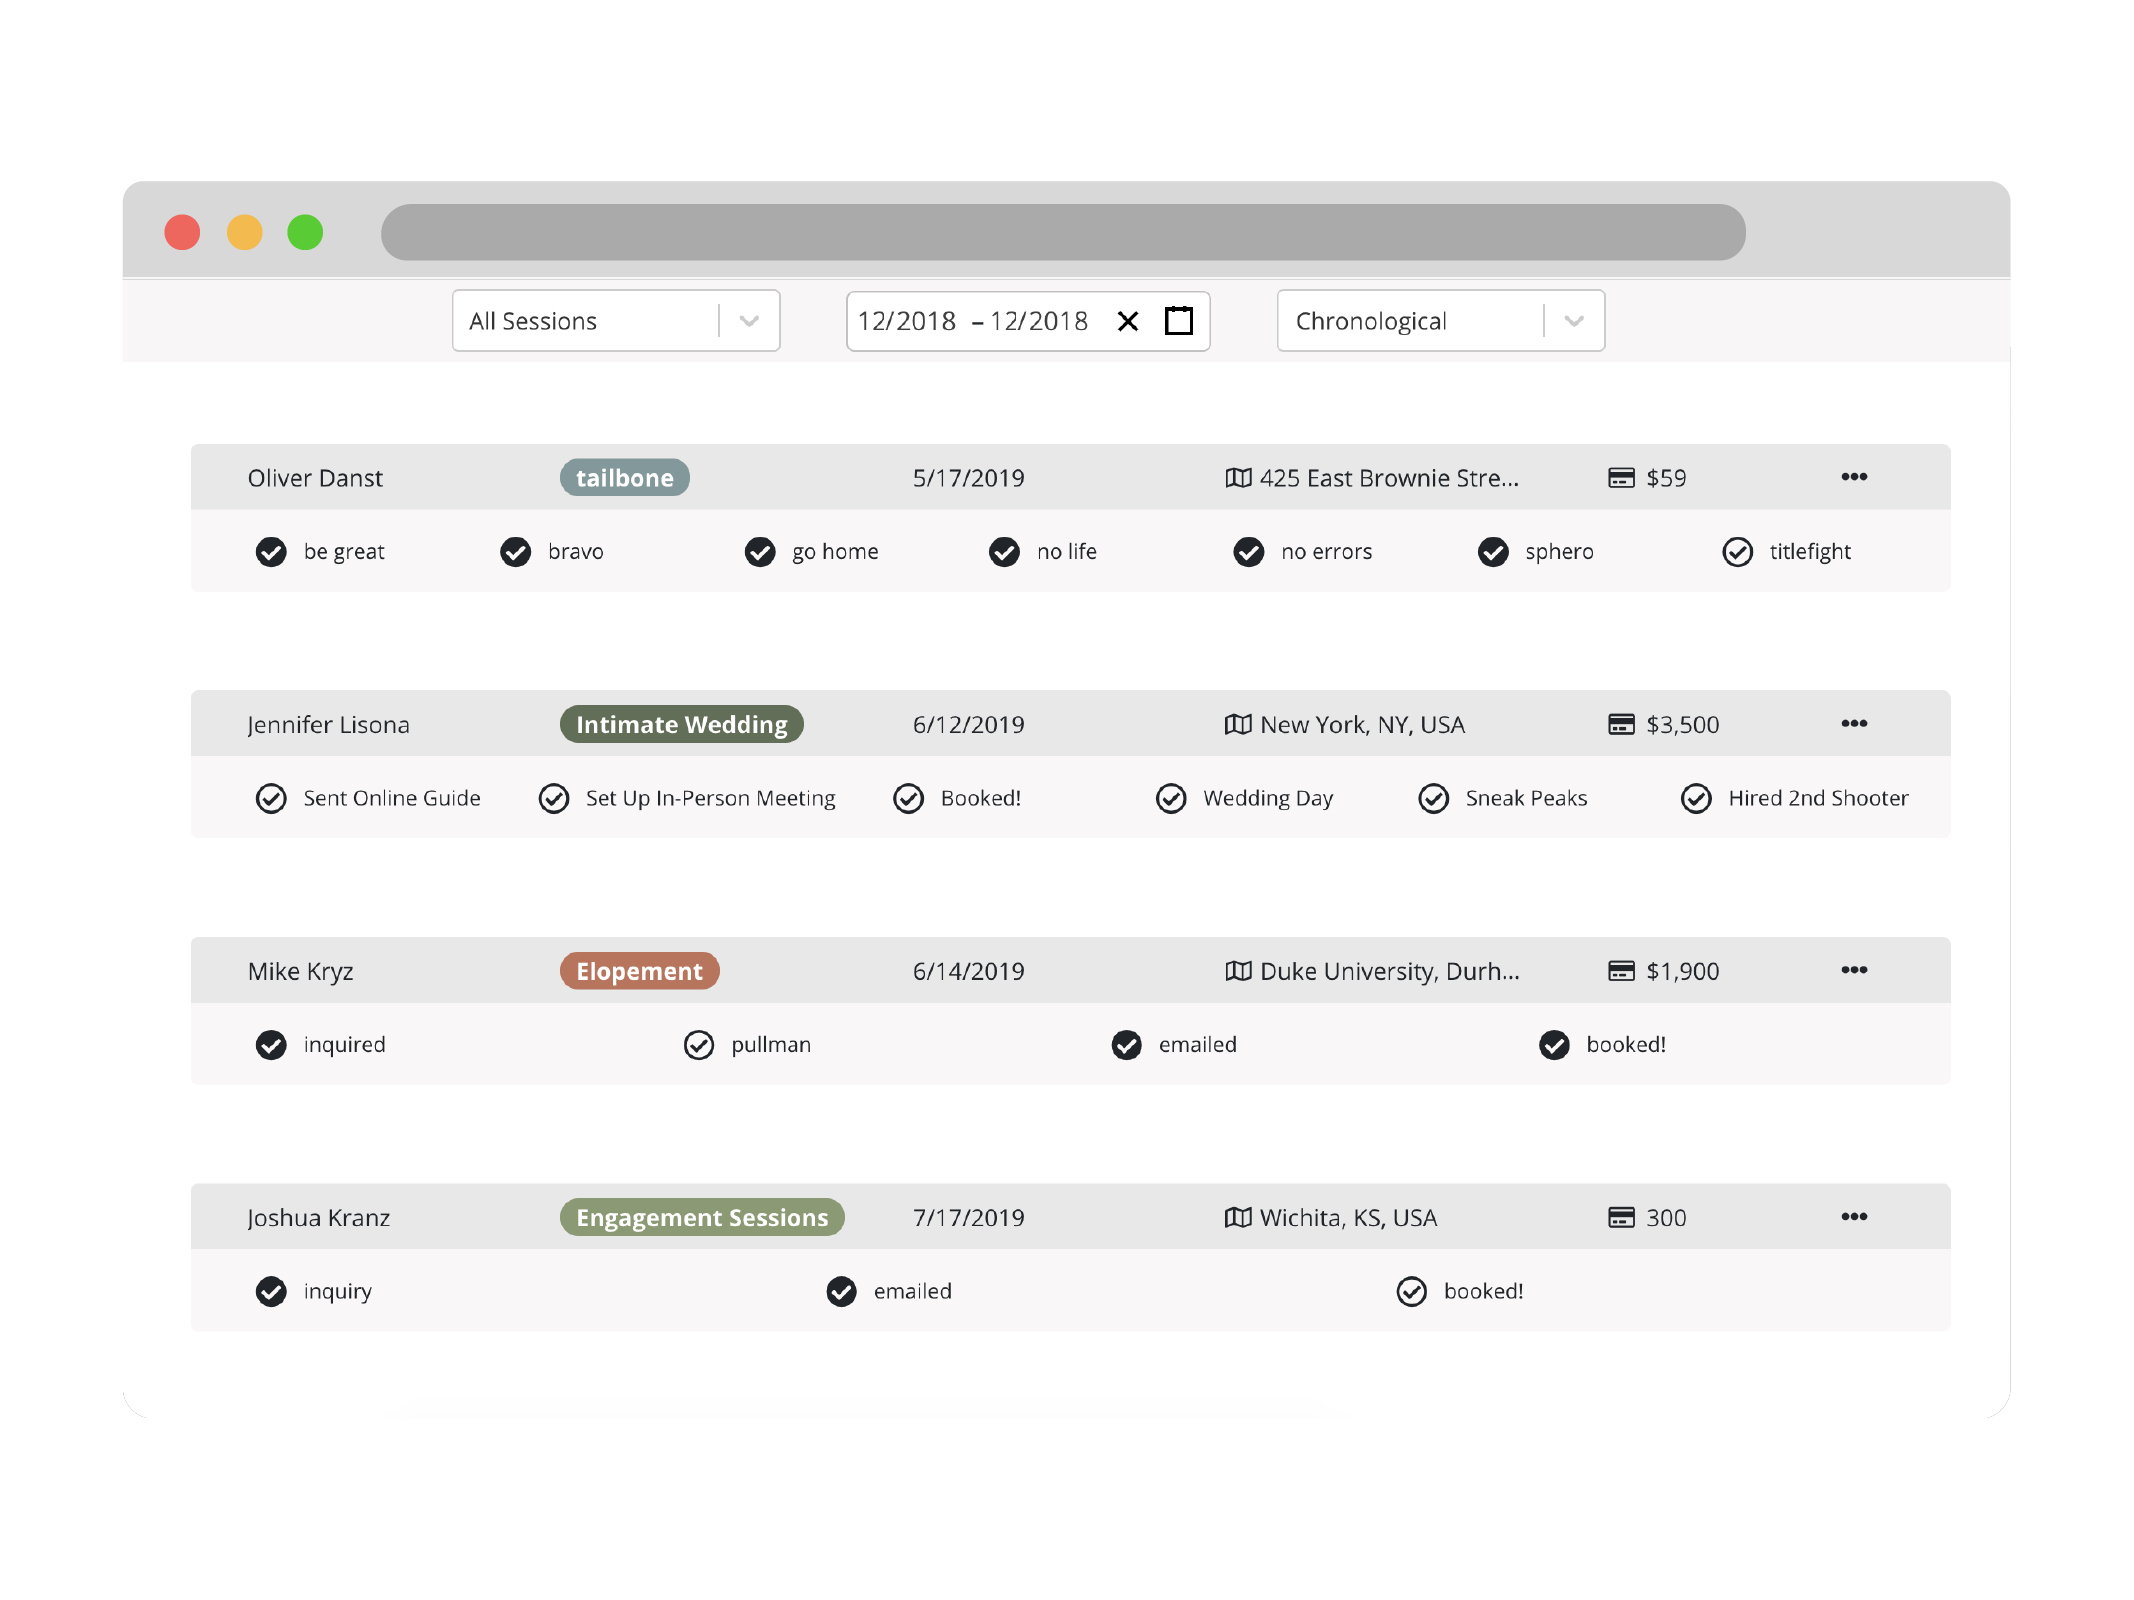 All Sessions 12/2018 – 12/2018 Chronological
Oliver Danst tailbone 5/17/2019 425 East Brownie Stre... $59
be great bravo go home no life no errors sphero titlefight
Jennifer Lisona Intimate Wedding 6/12/2019 New York, NY, USA $3,500
Sent Online Guide Set Up In-Person Meeting Booked! Wedding Day Sneak Peaks Hired 2nd Shooter
Mike Kryz Elopement 6/14/2019 Duke University, Durh... $1,900
inquired pullman emailed booked!
Joshua Kranz Engagement Sessions 7/17/2019 Wichita, KS, USA 300
inquiry emailed booked!